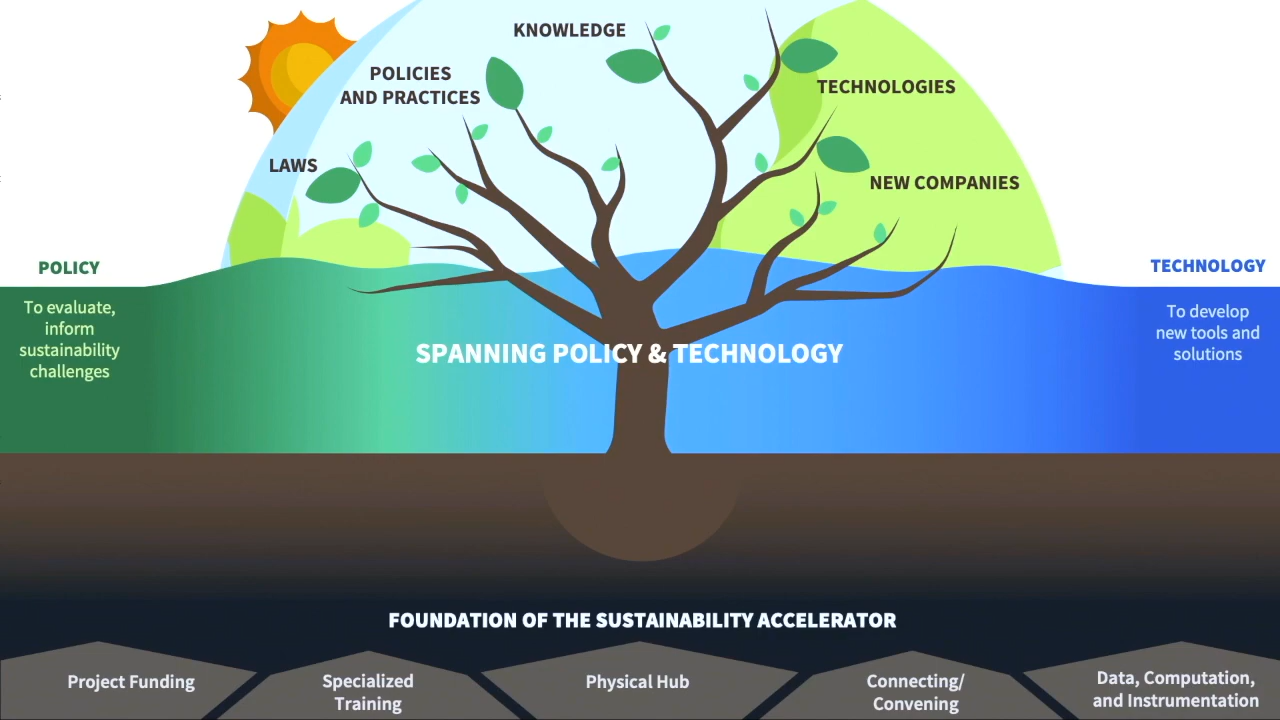 KNOWLEDGE
POLICIES
AND PRACTICES
TECHNOLOGIES
LAWS
NEW COMPANIES
POLICY
To evaluate,
inform
sustainability
challenges
TECHNOLOGY
To develop
new tools and
solutions
SPANNING POLICY & TECHNOLOGY
FOUNDATION OF THE SUSTAINABILITY ACCELERATOR
Project Funding
Specialized
Training
Physical Hub
Connecting/
Convening
Data, Computation,
and Instrumentation